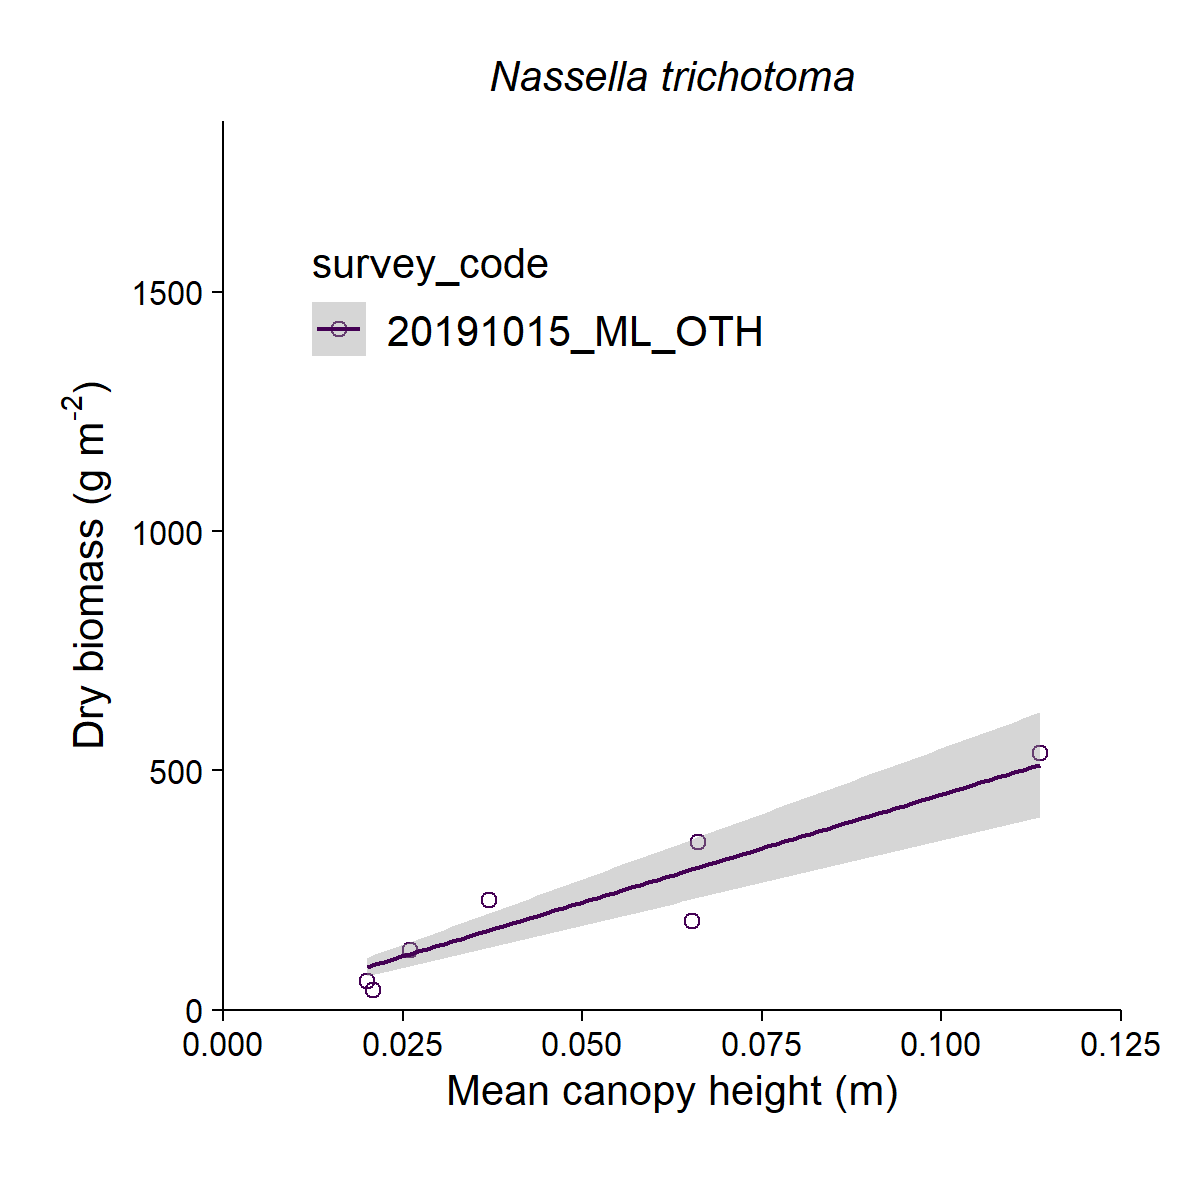 Nassella trichotoma
survey_code
20191015_ML_OTH
Dry biomass (g m⁻²)
1500
1000
500
0
0.000 0.025 0.050 0.075 0.100 0.125
Mean canopy height (m)